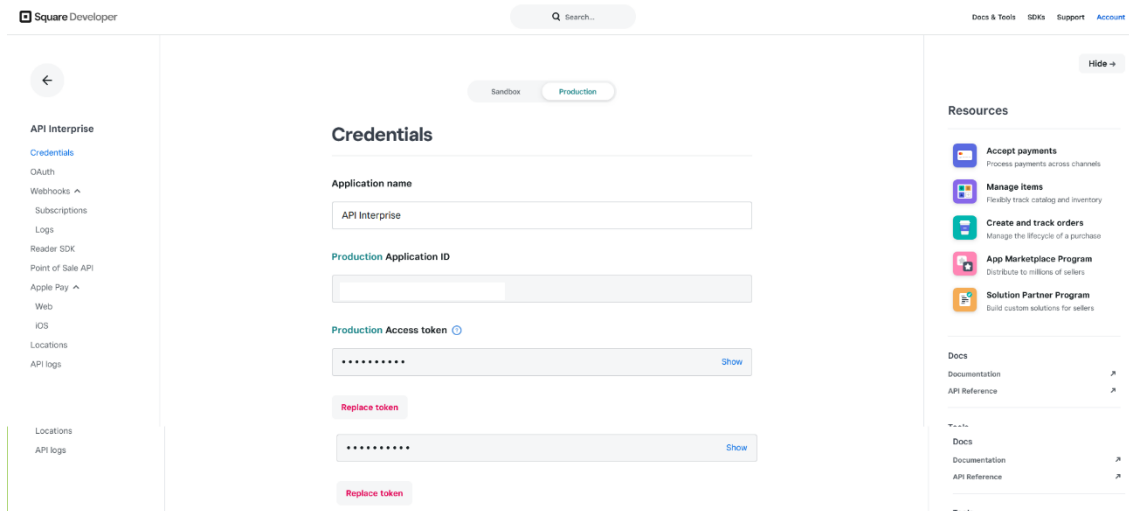 Square Developer
Search...
Docs & Tools SDKs Support Account
Hide →
Sandbox Production
API Interprise
Credentials
OAuth
Webhooks
Subscriptions
Logs
Reader SDK
Point of Sale API
Apple Pay
Web
iOS
Locations
API logs
Locations
API logs
Credentials
Application name
API Interprise
Production Application ID
Production Access token
•••••••••• Show
Replace token
•••••••••• Show
Replace token
Resources
Accept payments
Process payments across channels
Manage items
Flexibly track catalog and inventory
Create and track orders
Manage the lifecycle of a purchase
App Marketplace Program
Distribute to millions of sellers
Solution Partner Program
Build custom solutions for sellers
Docs
Documentation
API Reference
Docs
Documentation
API Reference